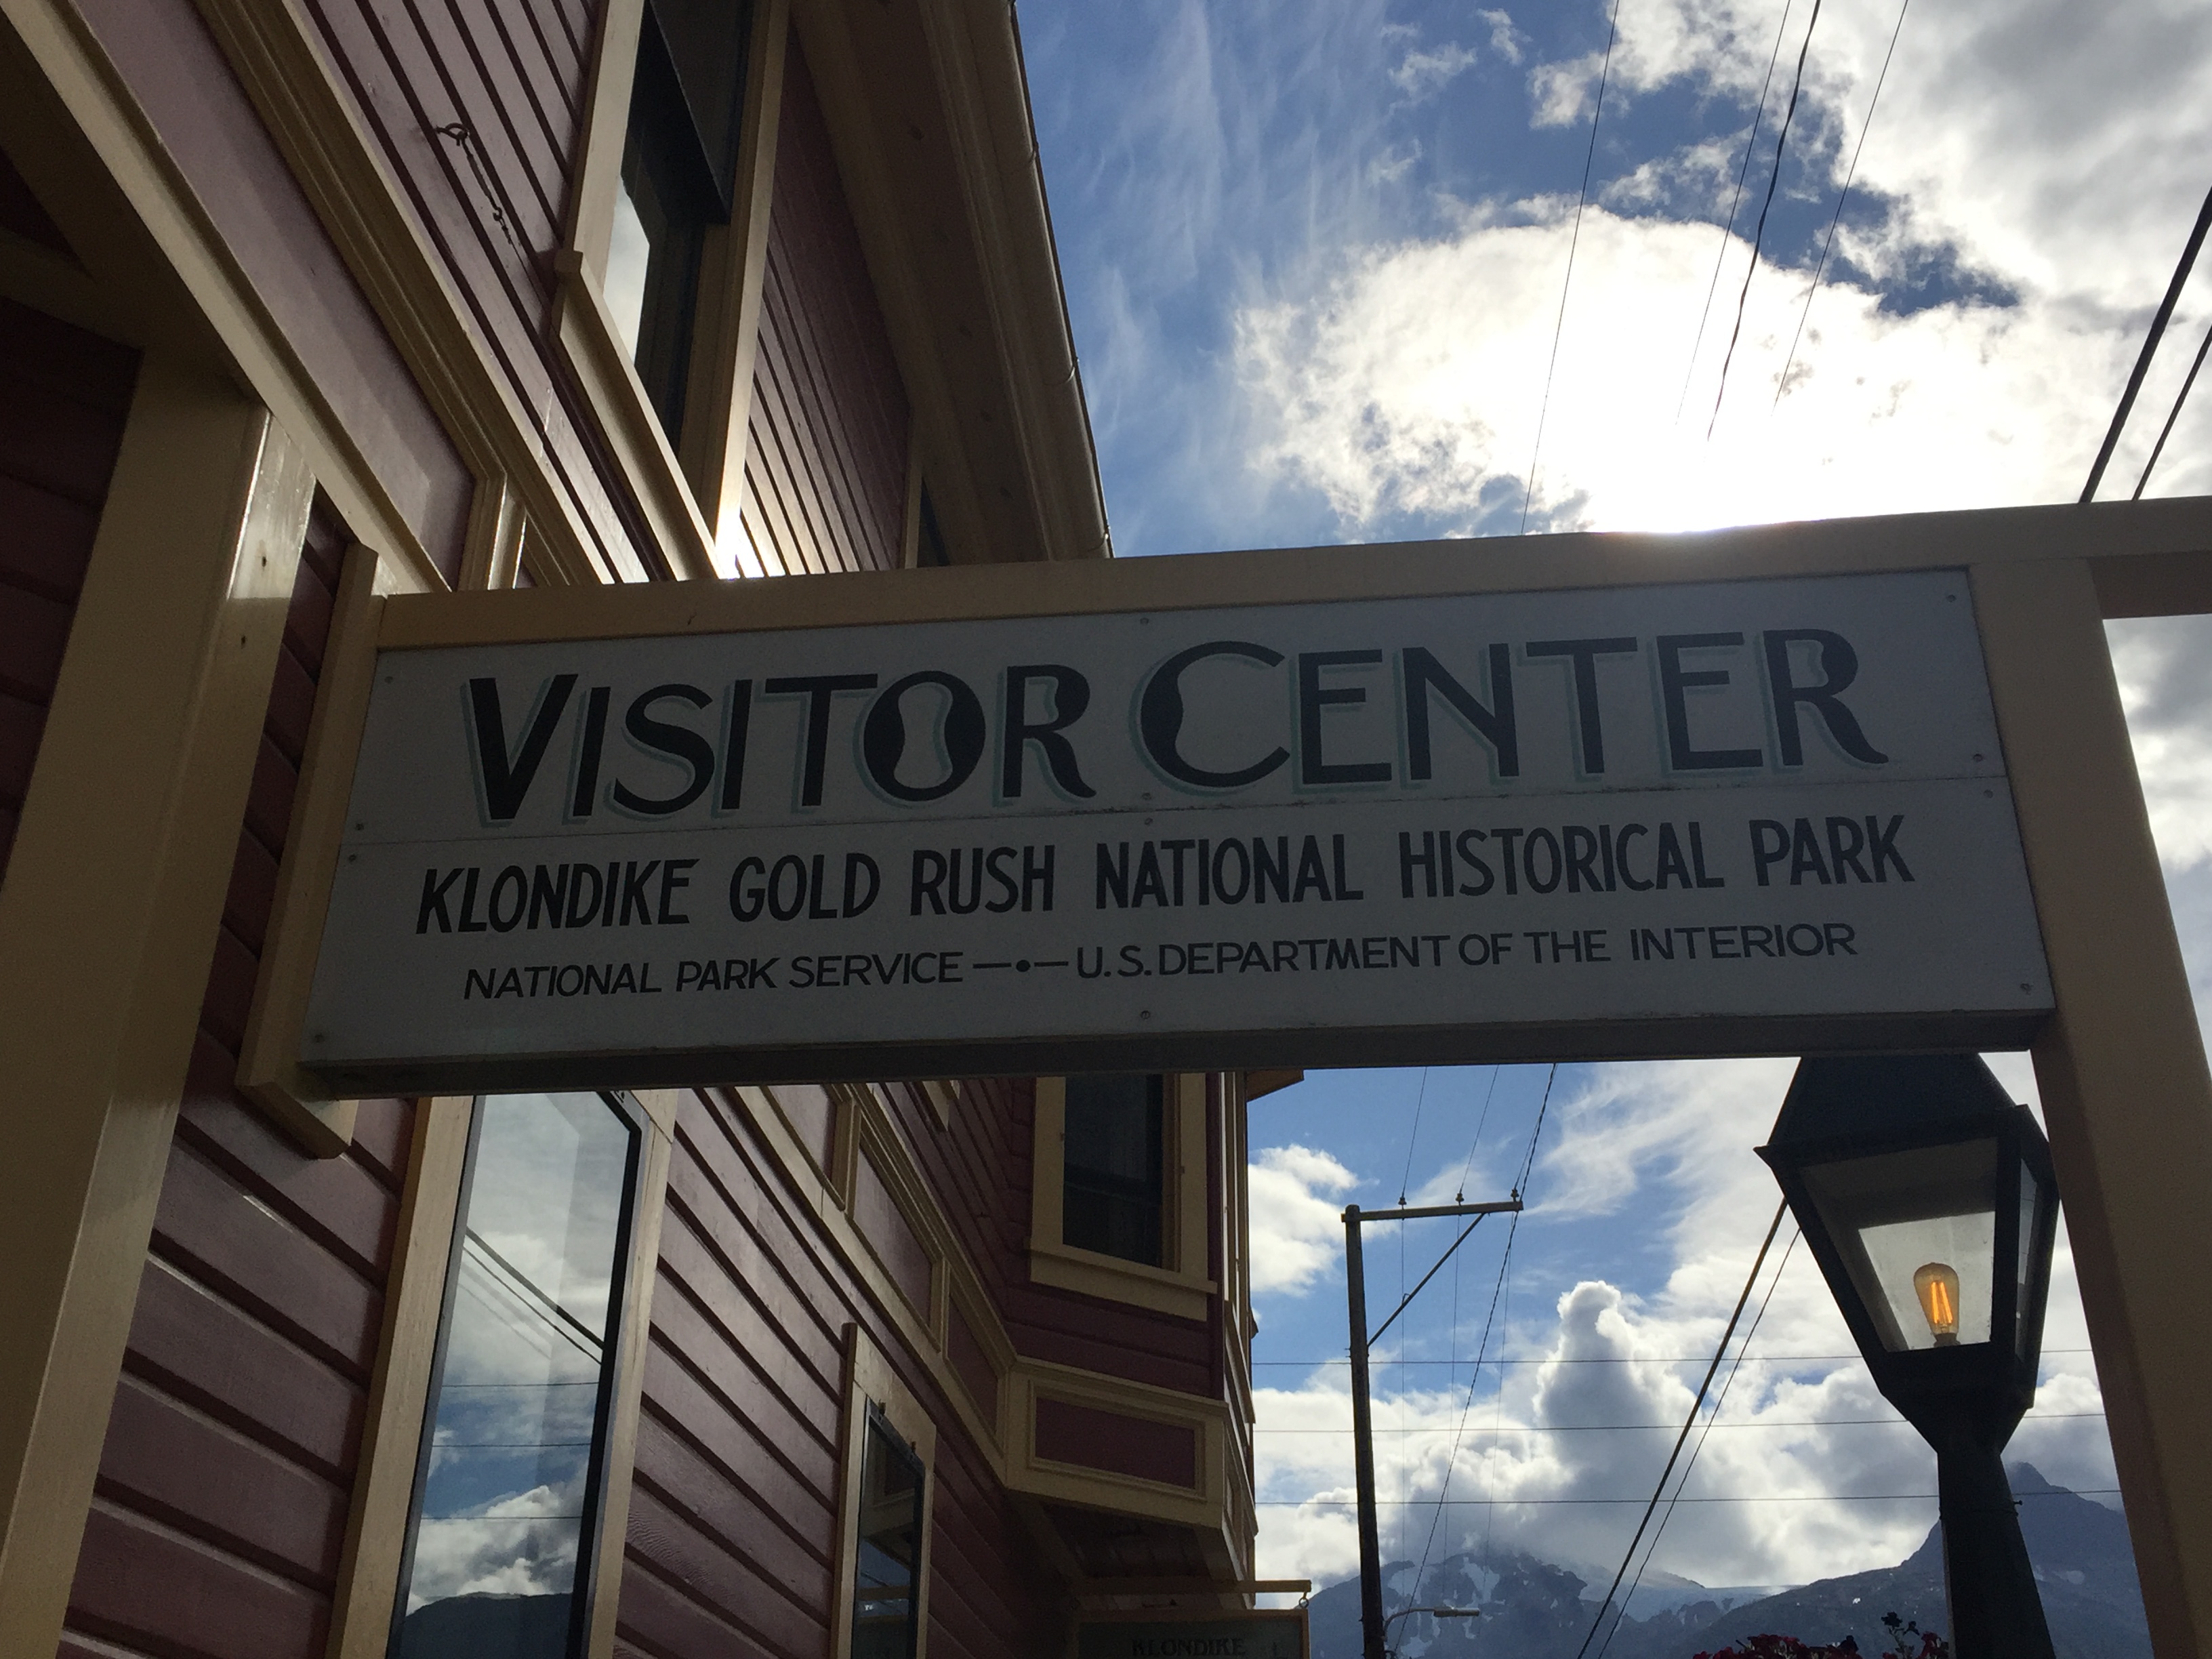 VISITOR CENTER
KLONDIKE GOLD RUSH NATIONAL HISTORICAL PARK
NATIONAL PARK SERVICE —•— U.S. DEPARTMENT OF THE INTERIOR
KLONDIKE